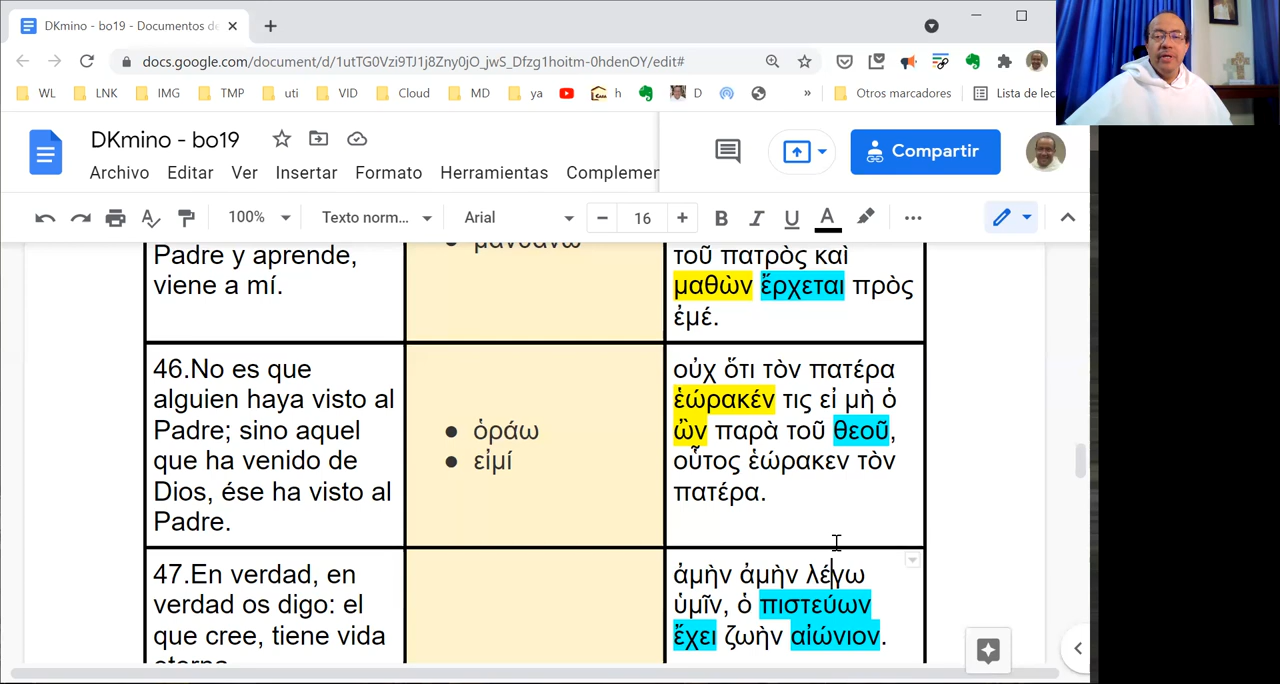 DKmino - bo19 - Documentos de
docs.google.com/document/d/1utTG0Vzi9TJ1j8Zny0jO_jwS_Dfzg1hoitm-0hdenOY/edit#
WL LNK IMG TMP uti VID Cloud MD ya h D » Otros marcadores Lista de lec
DKmino - bo19
Compartir
Archivo Editar Ver Insertar Formato Herramientas Complemen
100% Texto norm... Arial 16
Padre y aprende,
viene a mí.
μανθάνω
τοῦ πατρὸς καὶ
μαθὼν ἔρχεται πρὸς
ἐμέ.
46.No es que
alguien haya visto al
Padre; sino aquel
que ha venido de
Dios, ése ha visto al
Padre.
ὁράω
εἰμί
οὐχ ὅτι τὸν πατέρα
ἑώρακέν τις εἰ μὴ ὁ
ὢν παρὰ τοῦ θεοῦ,
οὗτος ἑώρακεν τὸν
πατέρα.
47.En verdad, en
verdad os digo: el
que cree, tiene vida
eterna.
ἀμὴν ἀμὴν λέγω
ὑμῖν, ὁ πιστεύων
ἔχει ζωὴν αἰώνιον.